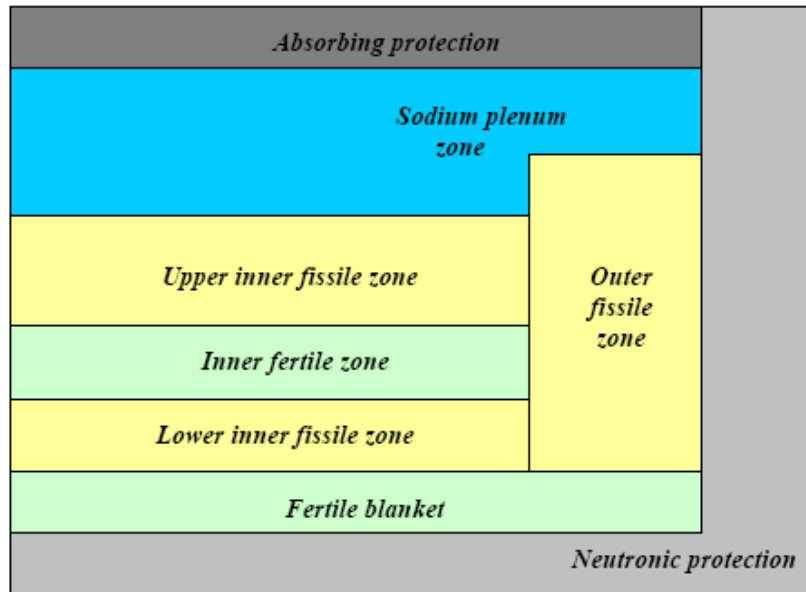 Absorbing protection
Sodium plenum
zone
Upper inner fissile zone
Outer
fissile
zone
Inner fertile zone
Lower inner fissile zone
Fertile blanket
Neutronic protection